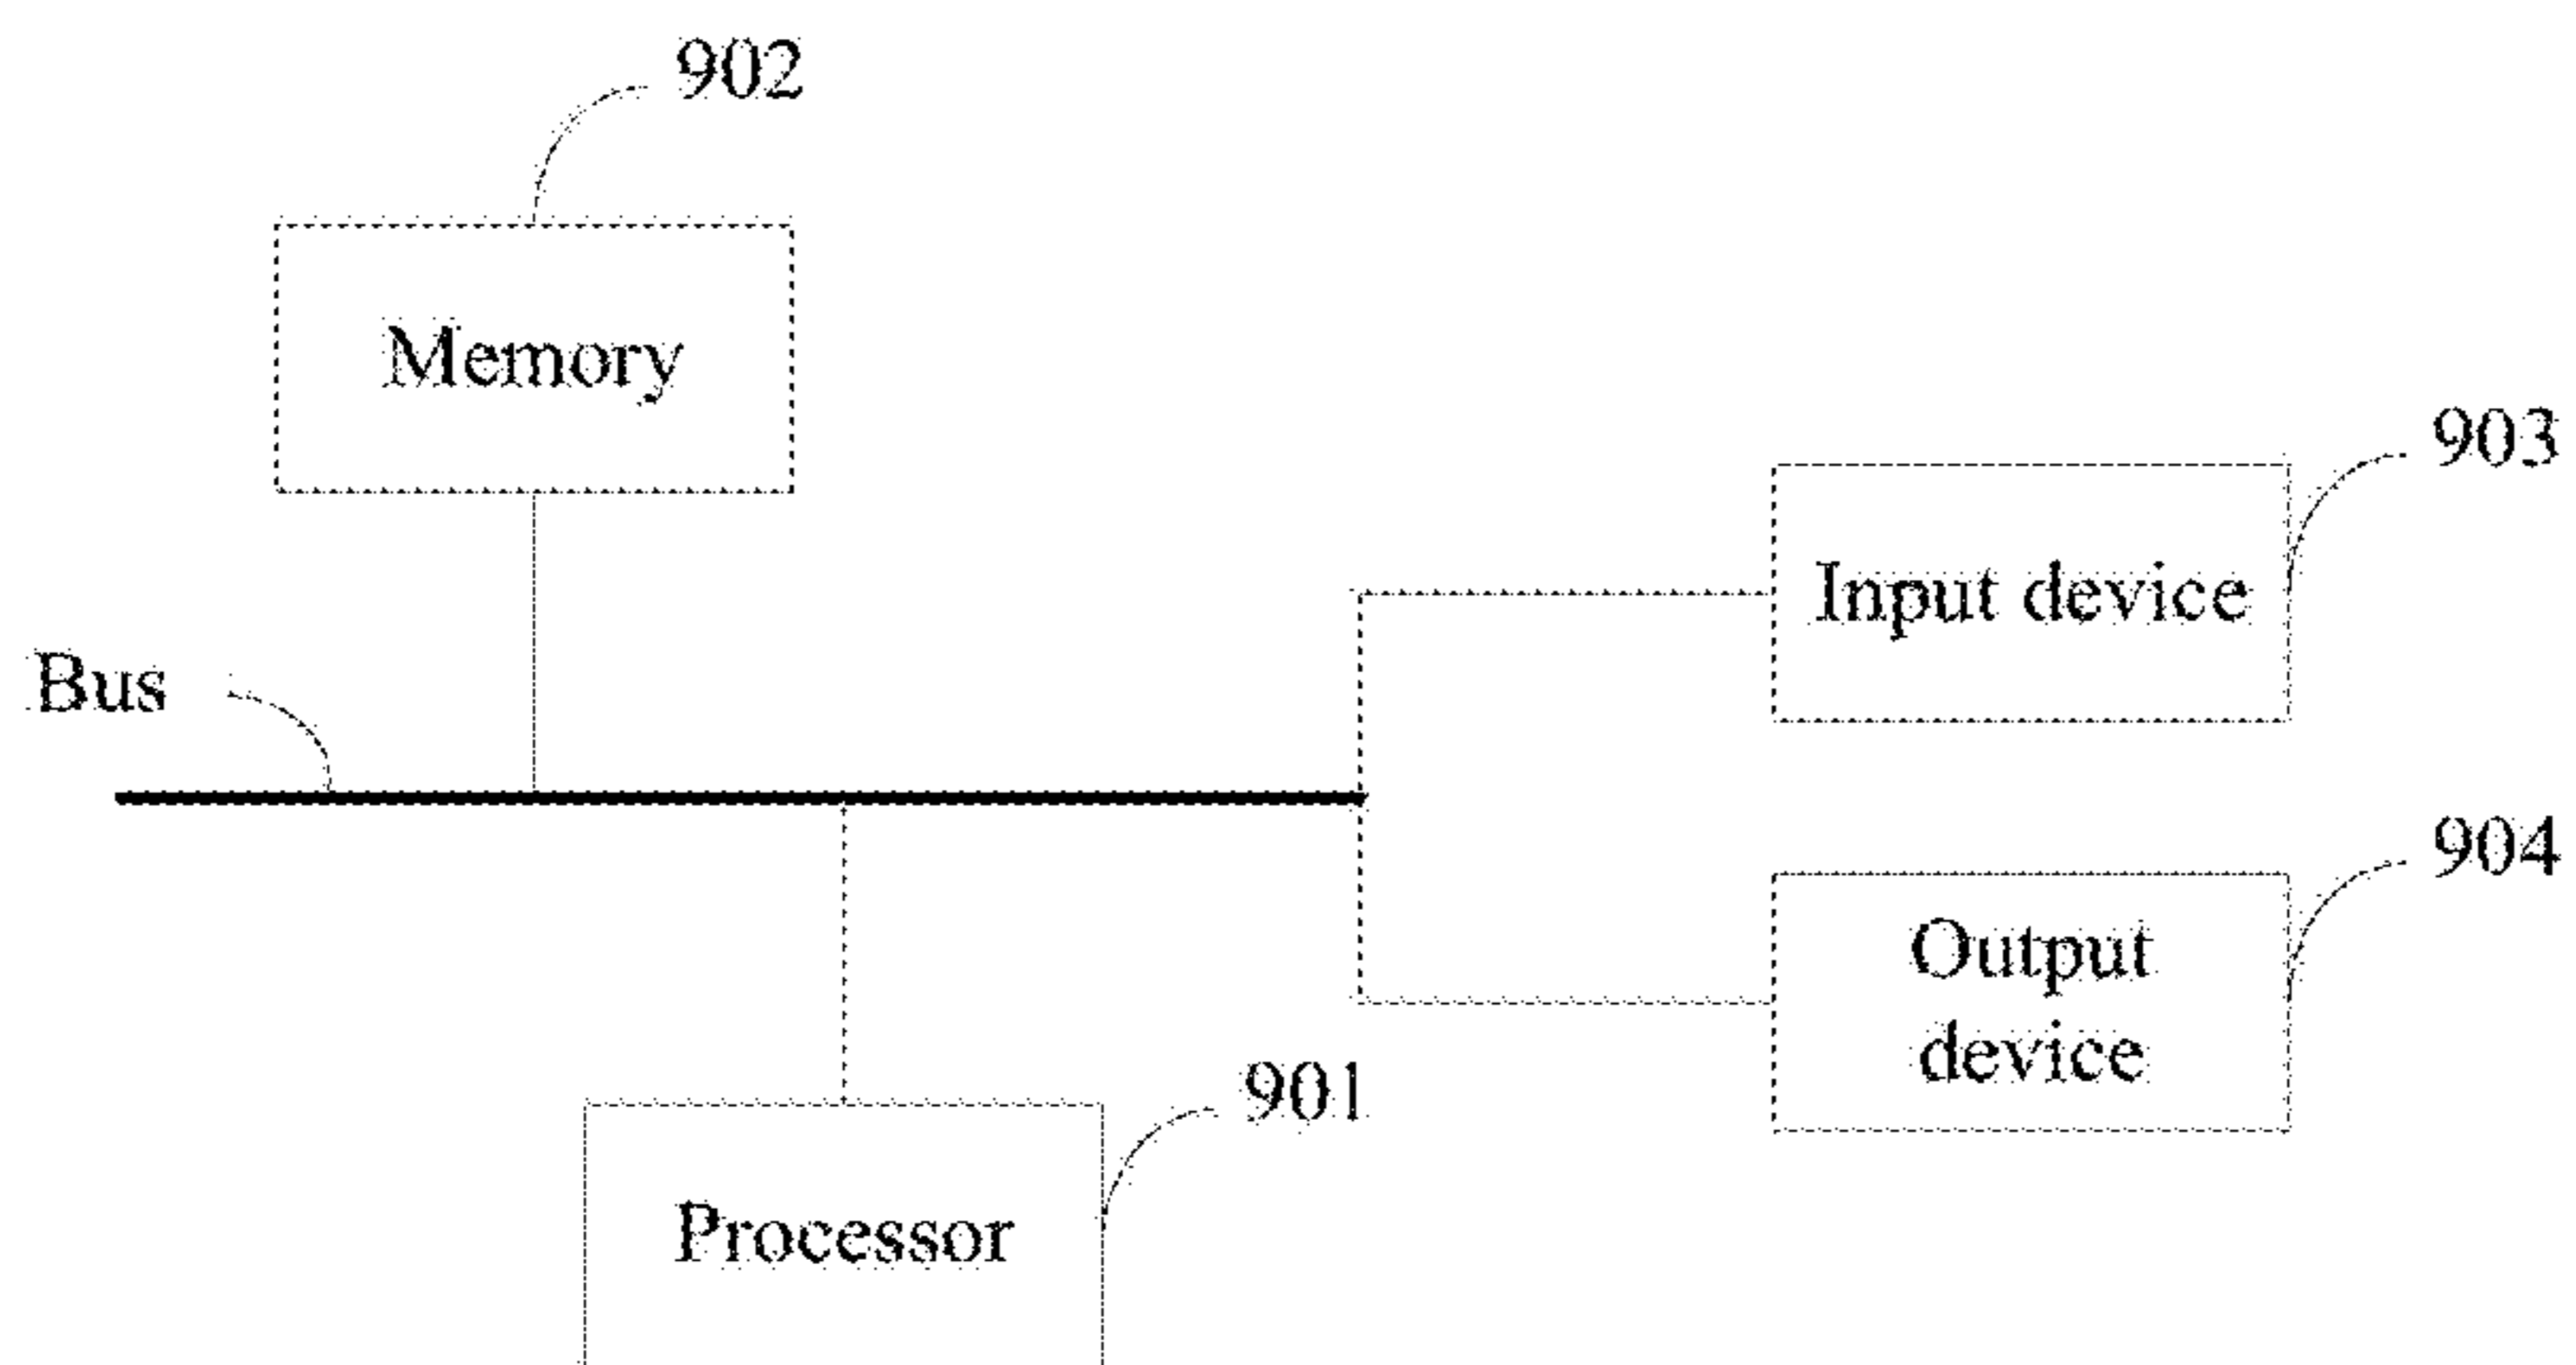 902
Memory
903
Input device
Bus
904
Output
device
901
Processor